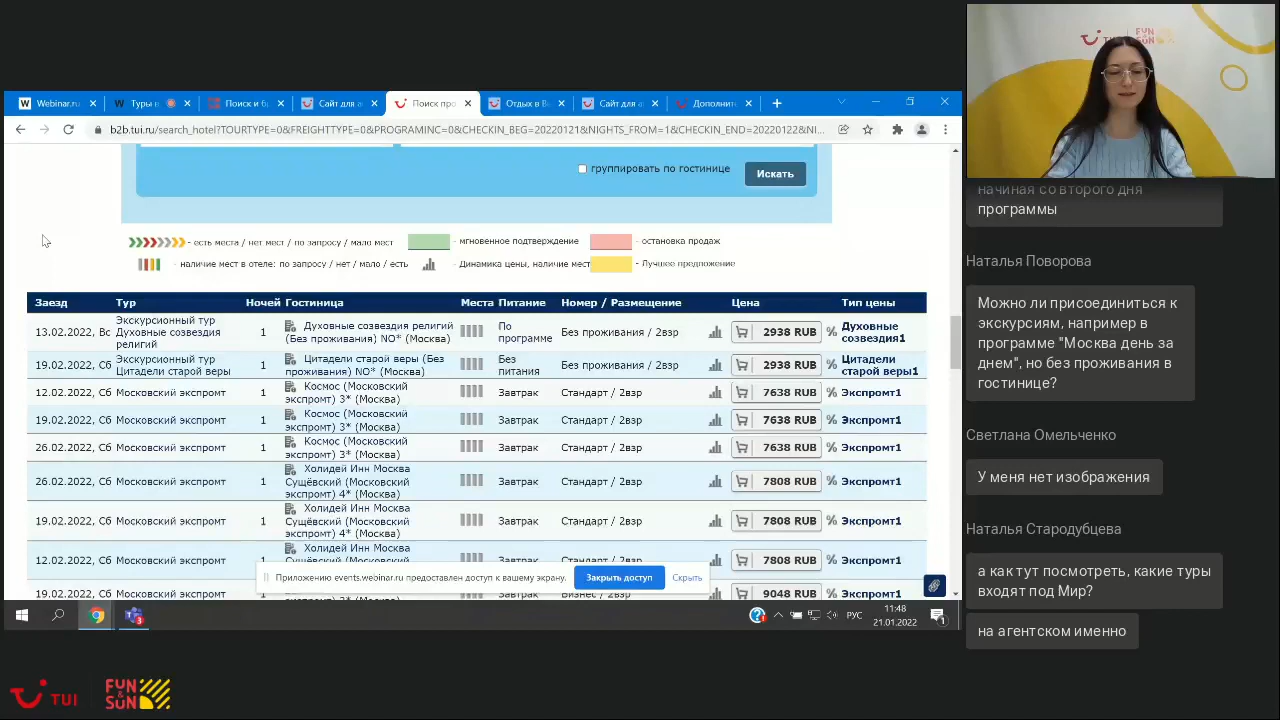 TUI FUN & SUN
Webinar.ru
Туры в
Поиск и б
Сайт для а
Поиск про
Отдых в Ве
Сайт для а
Дополнит
b2b.tui.ru/search_hotel?TOURTYPE=0&FREIGHTTYPE=0&PROGRAMINC=0&CHECKIN_BEG=20220121&NIGHTS_FROM=1&CHECKIN_END=20220122&NI...
группировать по гостинице
Искать
- есть места / нет мест / по запросу / мало мест
- мгновенное подтверждение
- остановка продаж
- наличие мест в отеле: по запросу / нет / мало / есть
- Динамика цены, наличие мест
- Лучшее предложение
Заезд Тур Ночей Гостиница Места Питание Номер / Размещение Цена Тип цены
13.02.2022, Вс Экскурсионный тур Духовные созвездия религий 1 Духовные созвездия религий (Без проживания) NO* (Москва) По программе Без проживания / 2взр 2938 RUB % Духовные созвездия1
19.02.2022, Сб Экскурсионный тур Цитадели старой веры 1 Цитадели старой веры (Без проживания) NO* (Москва) Без питания Без проживания / 2взр 2938 RUB % Цитадели старой веры1
12.02.2022, Сб Московский экспромт 1 Космос (Московский экспромт) 3* (Москва) Завтрак Стандарт / 2взр 7638 RUB % Экспромт1
19.02.2022, Сб Московский экспромт 1 Космос (Московский экспромт) 3* (Москва) Завтрак Стандарт / 2взр 7638 RUB % Экспромт1
26.02.2022, Сб Московский экспромт 1 Космос (Московский экспромт) 3* (Москва) Завтрак Стандарт / 2взр 7638 RUB % Экспромт1
26.02.2022, Сб Московский экспромт 1 Холидей Инн Москва Сущёвский (Московский экспромт) 4* (Москва) Завтрак Стандарт / 2взр 7808 RUB % Экспромт1
19.02.2022, Сб Московский экспромт 1 Холидей Инн Москва Сущёвский (Московский экспромт) 4* (Москва) Завтрак Стандарт / 2взр 7808 RUB % Экспромт1
12.02.2022, Сб Московский экспромт 1 Холидей Инн Москва Завтрак Стандарт / 2взр 7808 RUB % Экспромт1
19.02.2022, Сб Московский экспромт 1 Завтрак Бизнес / 2взр 9048 RUB % Экспромт1
Приложению events.webinar.ru предоставлен доступ к вашему экрану.
Закрыть доступ
Скрыть
РУС
11:48
21.01.2022
TUI
FUN & SUN
начиная со второго дня
программы
Наталья Поворова
Можно ли присоединиться к
экскурсиям, например в
программе "Москва день за
днем", но без проживания в
гостинице?
Светлана Омельченко
У меня нет изображения
Наталья Стародубцева
а как тут посмотреть, какие туры
входят под Мир?
на агентском именно